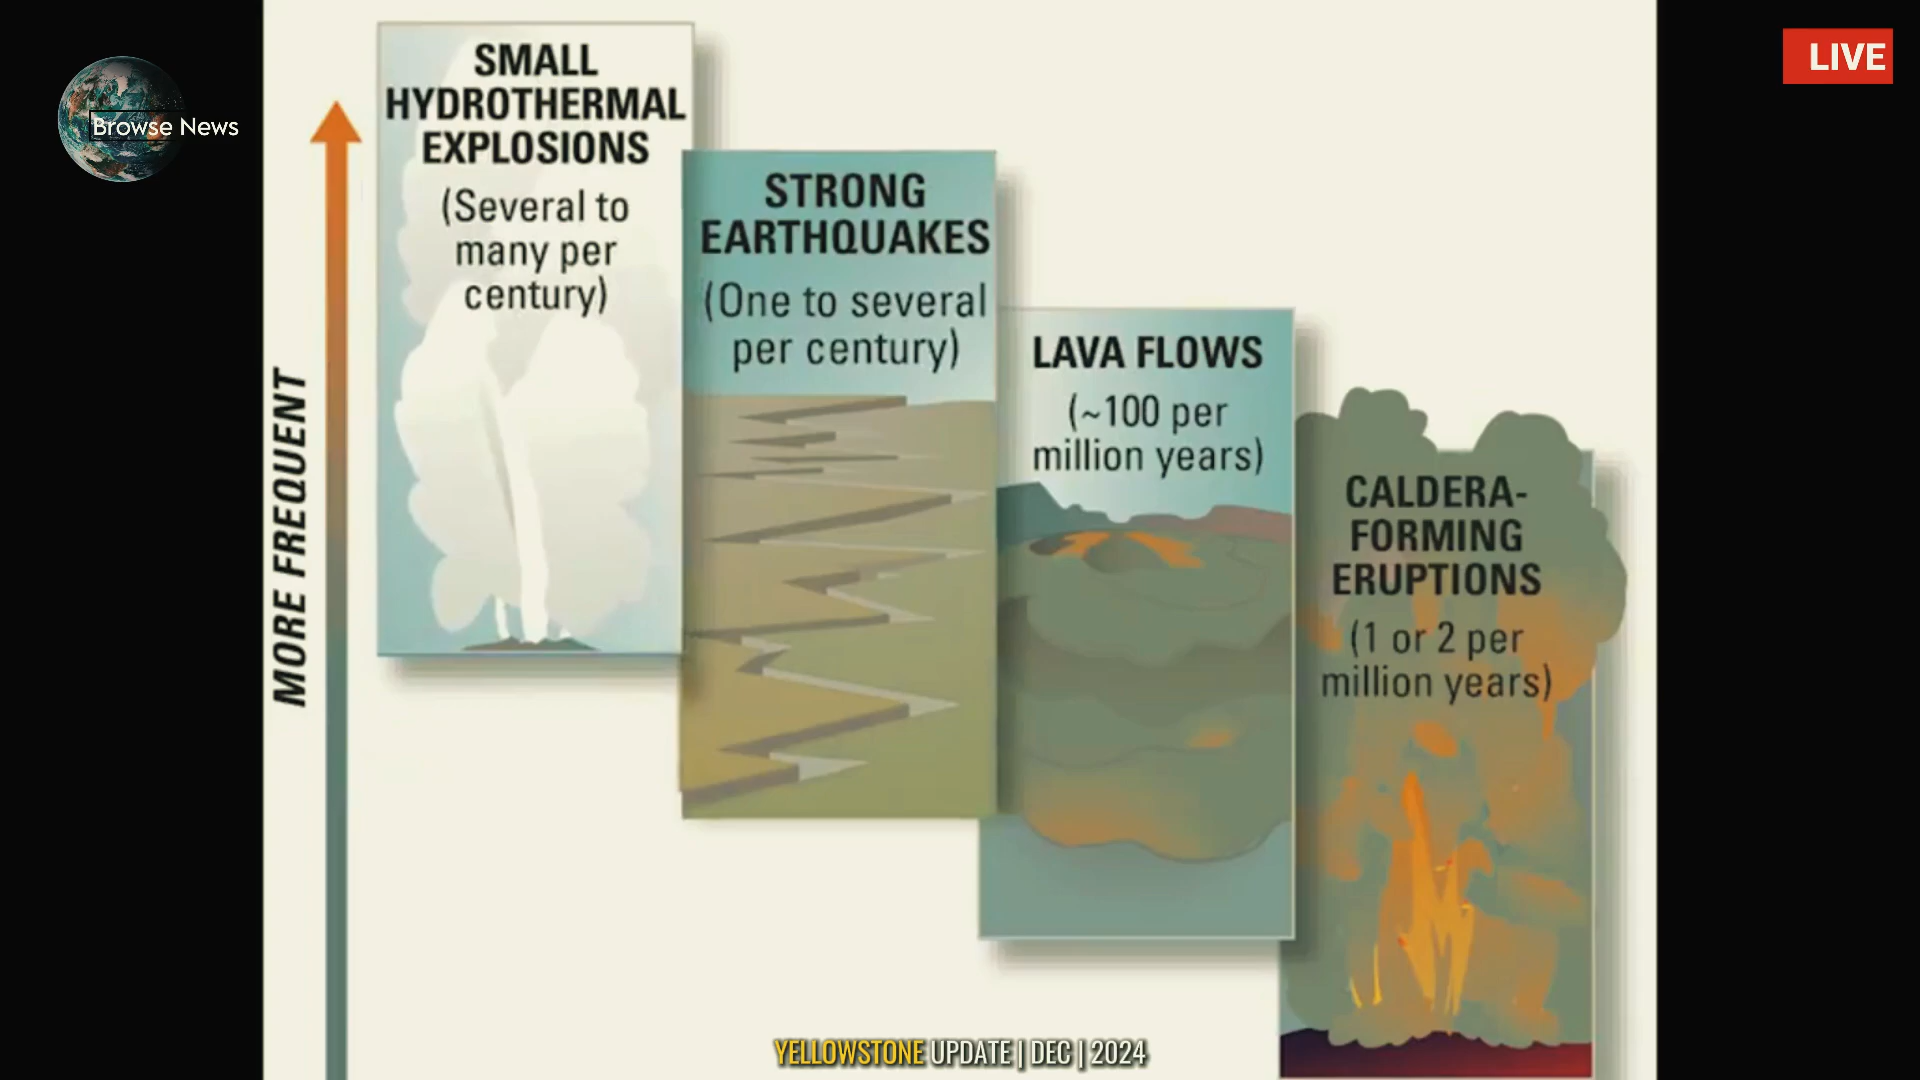 Browse News
LIVE
MORE FREQUENT
SMALL
HYDROTHERMAL
EXPLOSIONS
(Several to
many per
century)
STRONG
EARTHQUAKES
(One to several
per century)
LAVA FLOWS
(~100 per
million years)
CALDERA-
FORMING
ERUPTIONS
(1 or 2 per
million years)
YELLOWSTONE UPDATE | DEC | 2024